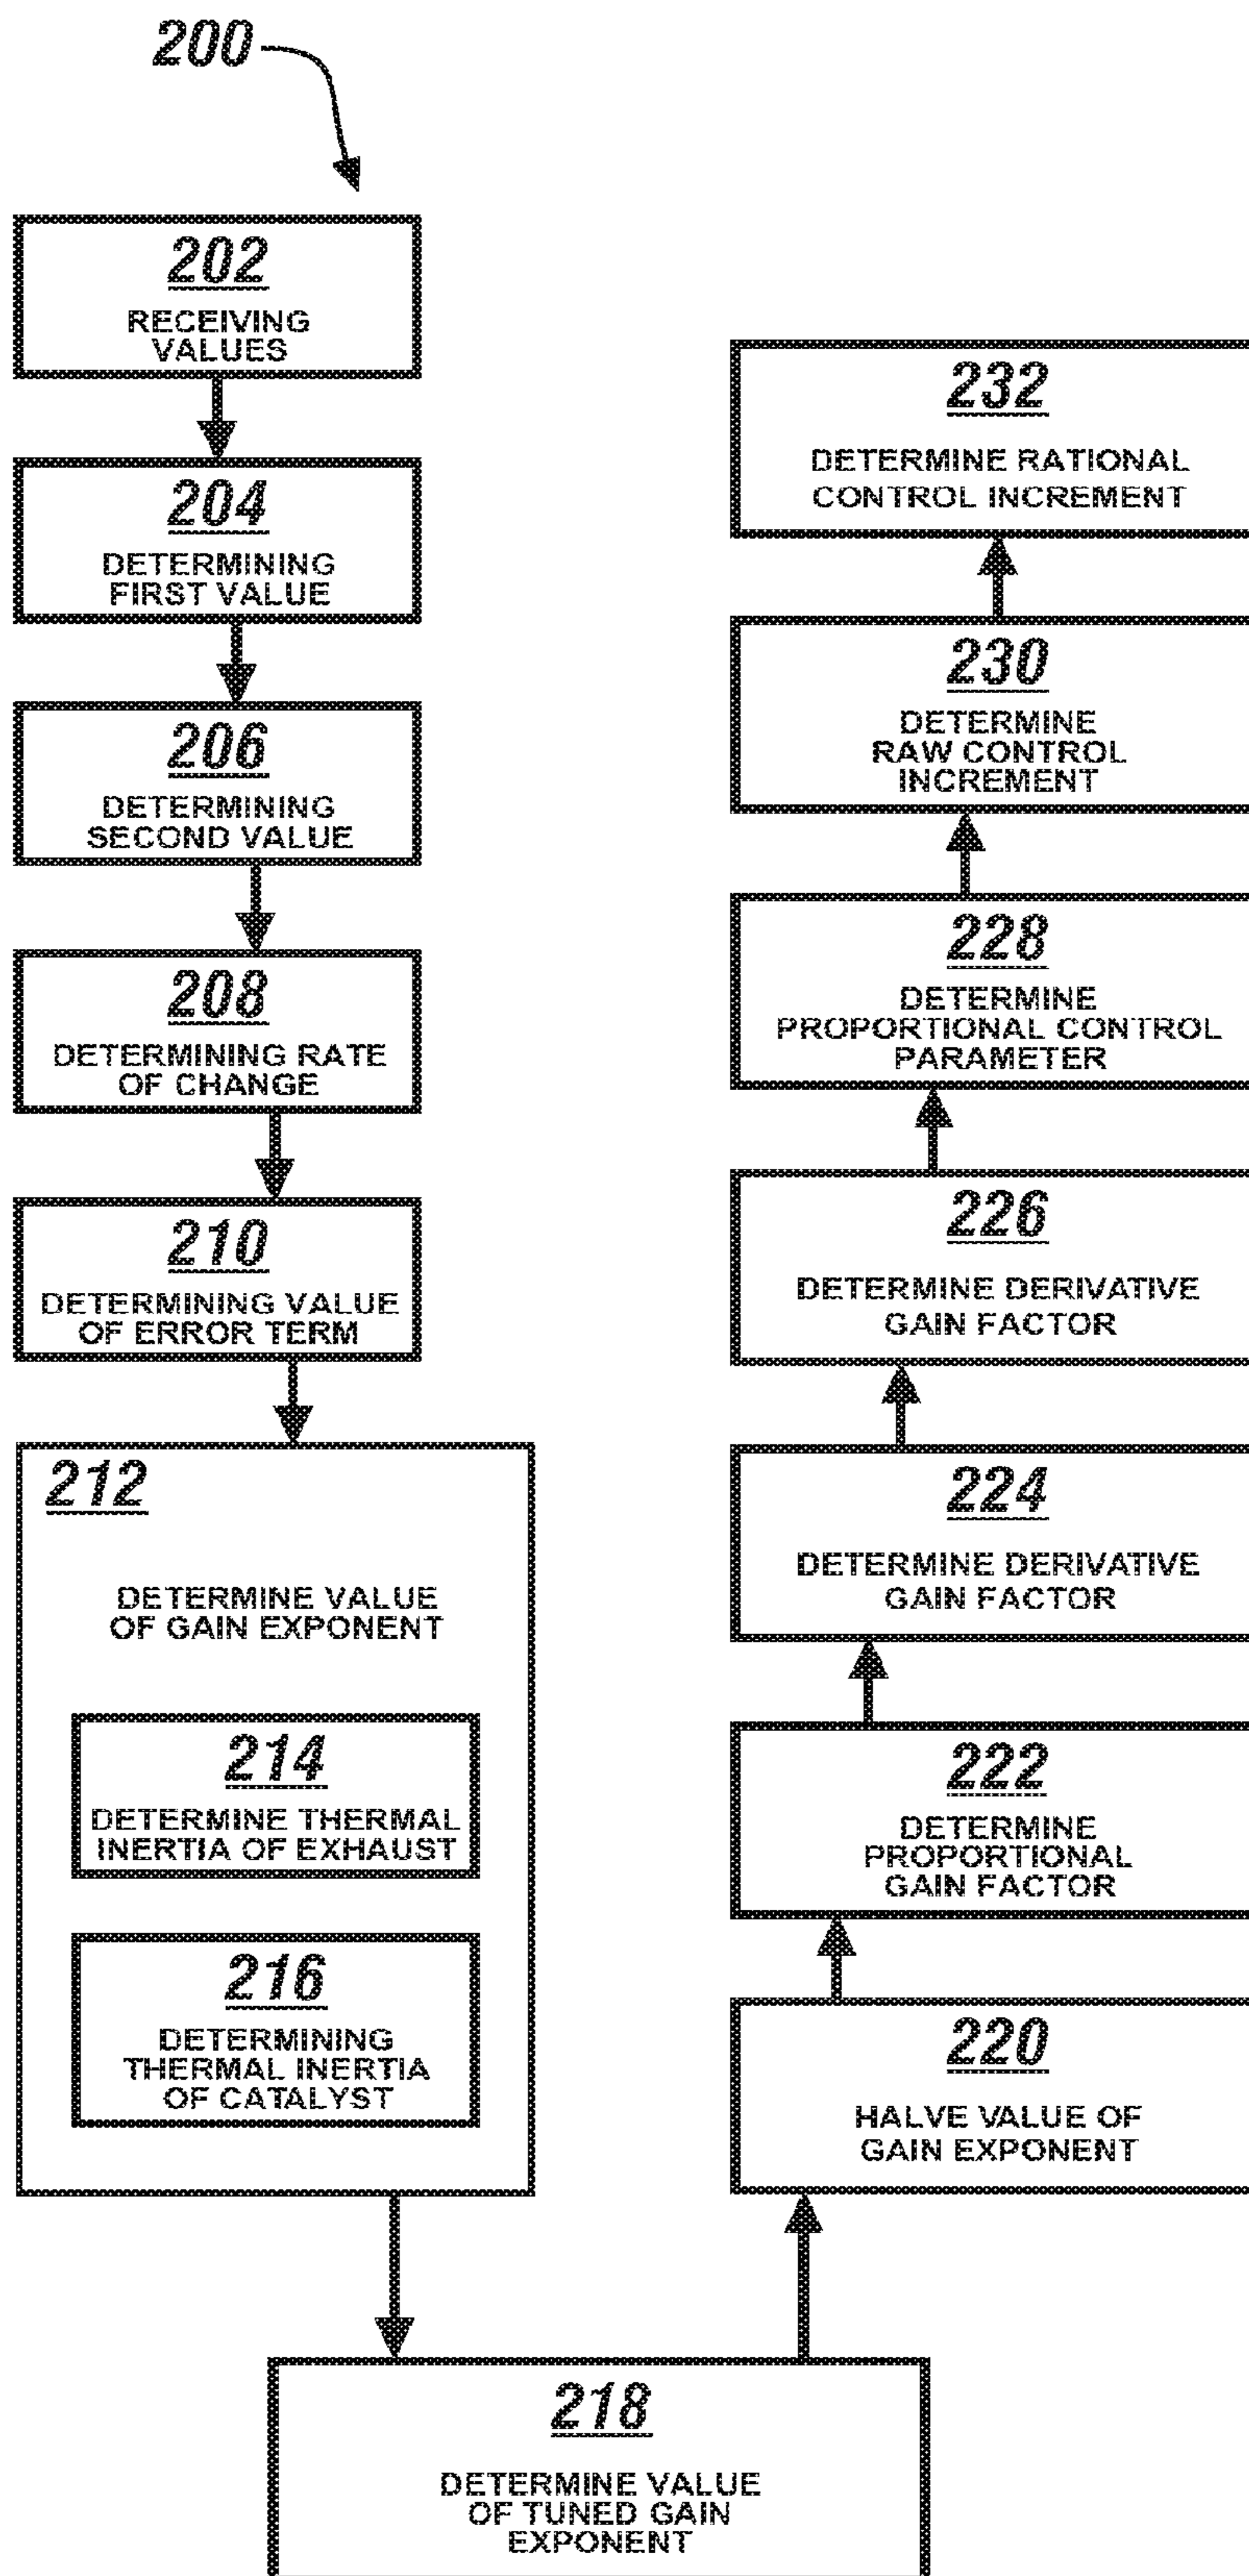 200
202
RECEIVING
VALUES
204
DETERMINING
FIRST VALUE
206
DETERMINING
SECOND VALUE
208
DETERMINING RATE
OF CHANGE
210
DETERMINING VALUE
OF ERROR TERM
212
DETERMINE VALUE
OF GAIN EXPONENT
214
DETERMINE THERMAL
INERTIA OF EXHAUST
216
DETERMINING
THERMAL INERTIA
OF CATALYST
218
DETERMINE VALUE
OF TUNED GAIN
EXPONENT
220
HALVE VALUE OF
GAIN EXPONENT
222
DETERMINE
PROPORTIONAL
GAIN FACTOR
224
DETERMINE DERIVATIVE
GAIN FACTOR
226
DETERMINE DERIVATIVE
GAIN FACTOR
228
DETERMINE
PROPORTIONAL CONTROL
PARAMETER
230
DETERMINE
RAW CONTROL
INCREMENT
232
DETERMINE RATIONAL
CONTROL INCREMENT